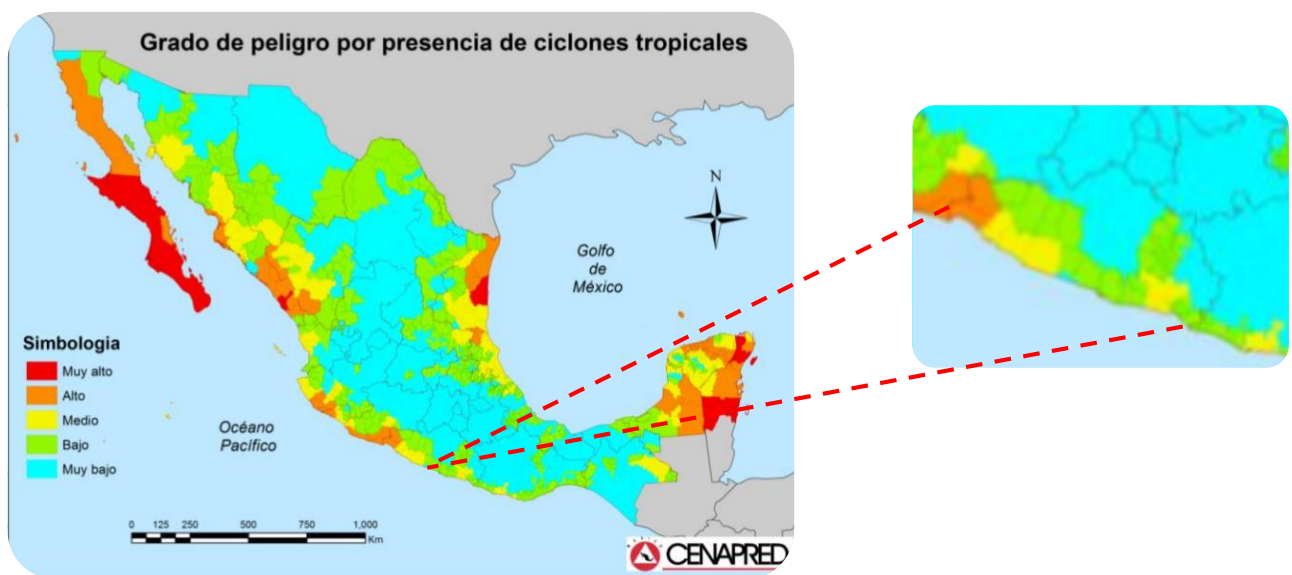 Grado de peligro por presencia de ciclones tropicales
N
Golfo
de
México
Simbologia
Muy alto
Alto
Medio
Bajo
Muy bajo
Océano
Pacífico
0 125 250 500 750 1,000
Km
CENAPRED